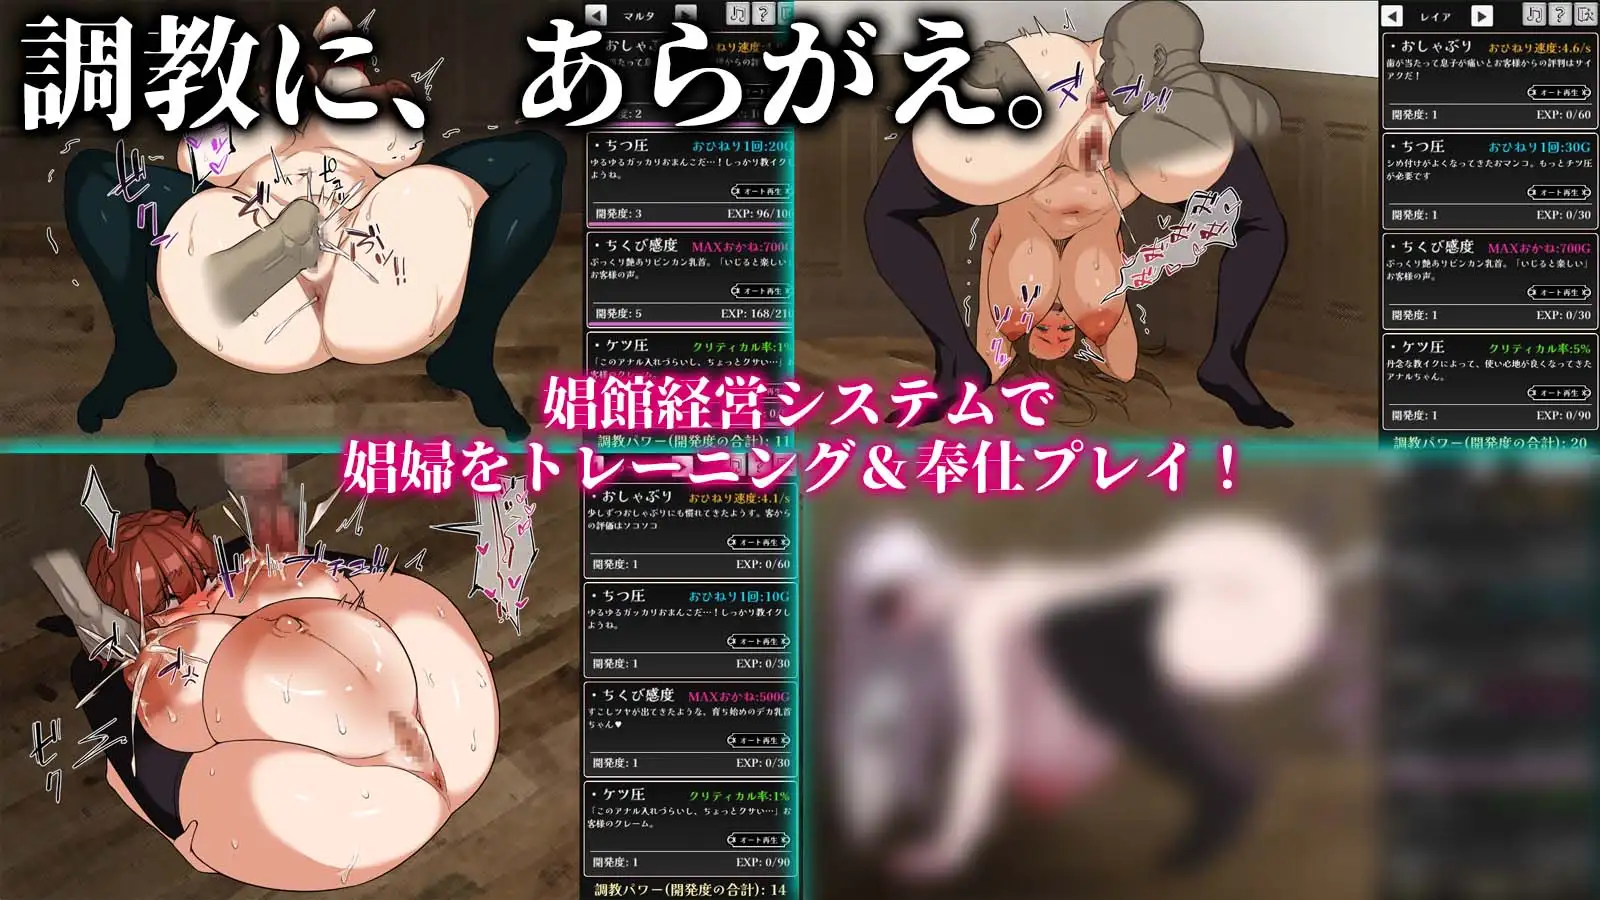 調教に、あらがえ。
マルタ
ちつ圧 おひねり1回:20G
ゆるゆるガッカリおまんこだ…！しっかり教イクし
ようね。
オート再生
開発度: 3 EXP: 96/100
ちくび感度 MAXおかね:700G
ぷっくり艶ありビンカン乳首。「いじると楽しい」
お客様の声。
オート再生
開発度: 5 EXP: 168/210
ケツ圧 クリティカル率:1%
「このアナル入れづらいし、ちょっとクサい…」お
調教パワー(開発度の合計): 11
レイア
おしゃぶり おひねり速度:4.6/s
歯が当たって息子が痛いとお客様からの評判はサイ
アクだ！
オート再生
開発度: 1 EXP: 0/60
ちつ圧 おひねり1回:30G
シめ付けがよくなってきたおマンコ。もっとチツ圧
が必要です
オート再生
開発度: 1 EXP: 0/30
ちくび感度 MAXおかね:700G
ぷっくり艶ありビンカン乳首。「いじると楽しい」
お客様の声。
オート再生
開発度: 1 EXP: 0/30
ケツ圧 クリティカル率:5%
丹念な教イクによって、使い心地が良くなってきた
アナルちゃん。
オート再生
開発度: 1 EXP: 0/90
調教パワー(開発度の合計): 20
娼館経営システムで
娼婦をトレーニング＆奉仕プレイ！
おしゃぶり おひねり速度:4.1/s
少しずつおしゃぶりにも慣れてきたようす。客から
の評価はソコソコ
オート再生
開発度: 1 EXP: 0/60
ちつ圧 おひねり1回:10G
ゆるゆるガッカリおまんこだ…！しっかり教イクし
ようね。
オート再生
開発度: 1 EXP: 0/30
ちくび感度 MAXおかね:500G
すこしツヤが出てきたような、育ち始めのデカ乳首
ちゃん♥
オート再生
開発度: 1 EXP: 0/30
ケツ圧 クリティカル率:1%
「このアナル入れづらいし、ちょっとクサい…」お
客様のクレーム。
オート再生
開発度: 1 EXP: 0/90
調教パワー(開発度の合計): 14